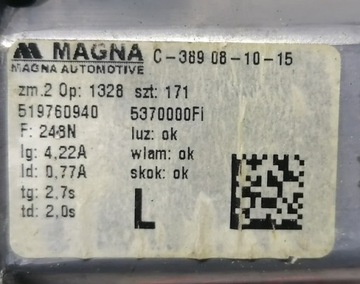 MAGNA C-389 08-10-15
MAGNA AUTOMOTIVE
zm.2 Op: 1328 szt: 171
519760940 5370000FI
F: 248N luz: ok
Ig: 4,22A wlam: ok
Id: 0,77A skok: ok
tg: 2.7s
td: 2.0s
L